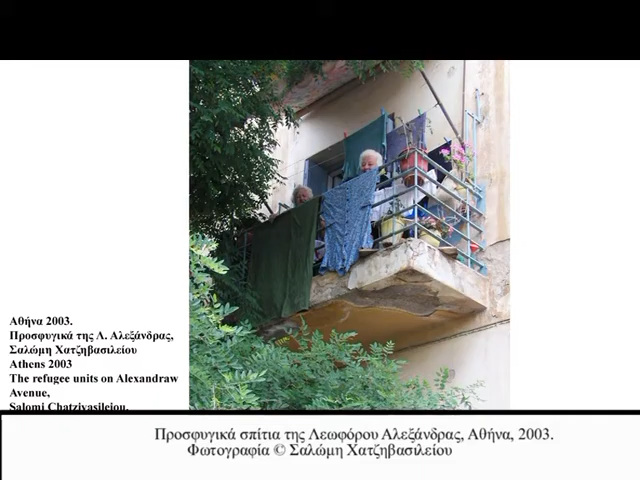 Αθήνα 2003.
Προσφυγικά της Λ. Αλεξάνδρας,
Σαλώμη Χατζηβασιλείου
Athens 2003
The refugee units on Alexandraw
Avenue,
Salomi Chatzivasileiou.
Προσφυγικά σπίτια της Λεωφόρου Αλεξάνδρας, Αθήνα, 2003.
Φωτογραφία © Σαλώμη Χατζηβασιλείου